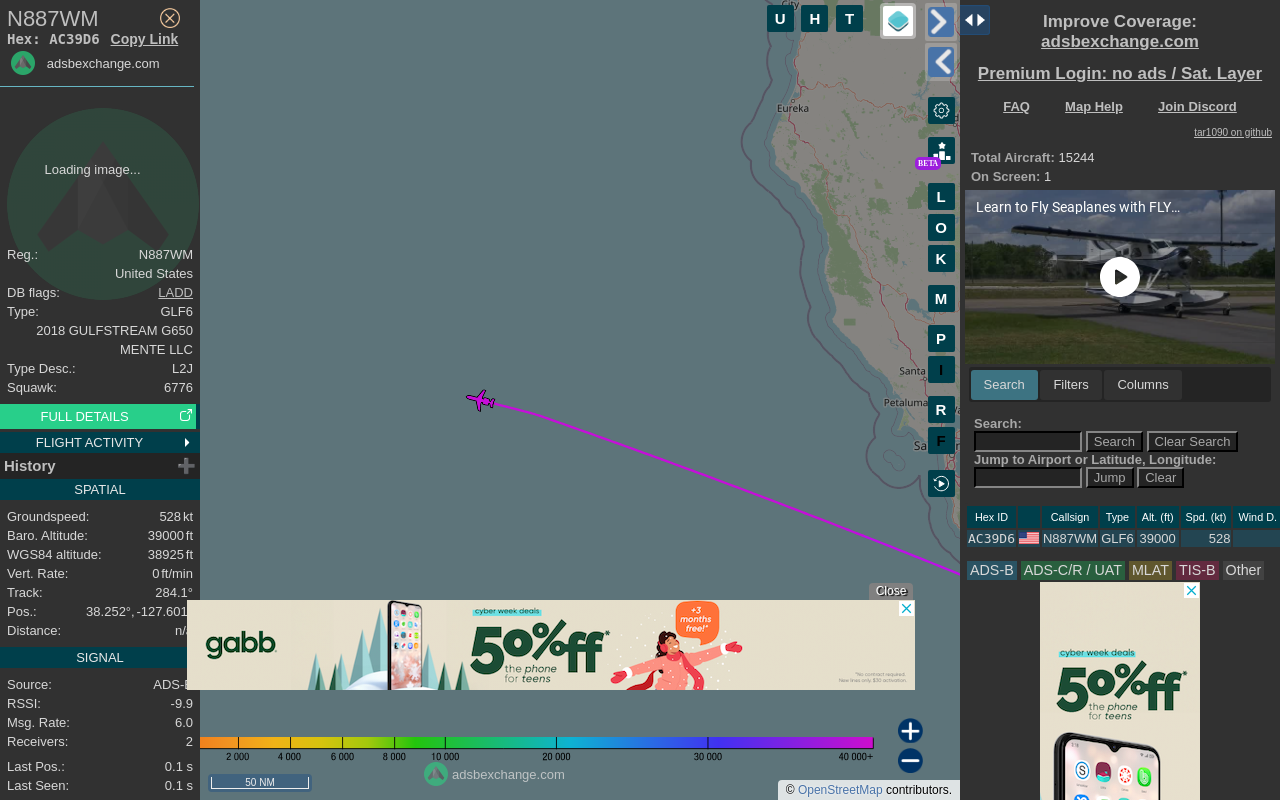 N887WM
Hex: AC39D6 Copy Link
adsbexchange.com
Loading image...
Reg.: N887WM
United States
DB flags: LADD
Type: GLF6
2018 GULFSTREAM G650
MENTE LLC
Type Desc.: L2J
Squawk: 6776
FULL DETAILS
FLIGHT ACTIVITY
History
SPATIAL
Groundspeed: 528 kt
Baro. Altitude: 39000 ft
WGS84 altitude: 38925 ft
Vert. Rate: 0 ft/min
Track: 284.1°
Pos.: 38.252°, -127.601
Distance: n/
SIGNAL
Source: ADS-
RSSI: -9.9
Msg. Rate: 6.0
Receivers: 2
Last Pos.: 0.1 s
Last Seen: 0.1 s
City
U H T
Eureka
BETA
L
O
K
M
P
I
R
F
Santa
Petaluma
Sa
Close
gabb
cyber week deals
50%off*
the phone
for teens
+3
months
free!*
*No contract required.
New lines only. $30 activation.
2 000 4 000 6 000 8 000 10 000 20 000 30 000 40 000+
adsbexchange.com
50 NM
© OpenStreetMap contributors.
Improve Coverage:
adsbexchange.com
Premium Login: no ads / Sat. Layer
FAQ Map Help Join Discord
tar1090 on github
Total Aircraft: 15244
On Screen: 1
Learn to Fly Seaplanes with FLY...
Search Filters Columns
Search:
Search Clear Search
Jump to Airport or Latitude, Longitude:
Jump Clear
Hex ID Callsign Type Alt. (ft) Spd. (kt) Wind D.
AC39D6 N887WM GLF6 39000 528
ADS-B ADS-C/R / UAT MLAT TIS-B Other
cyber week deals
50%off*
the phone
for teens